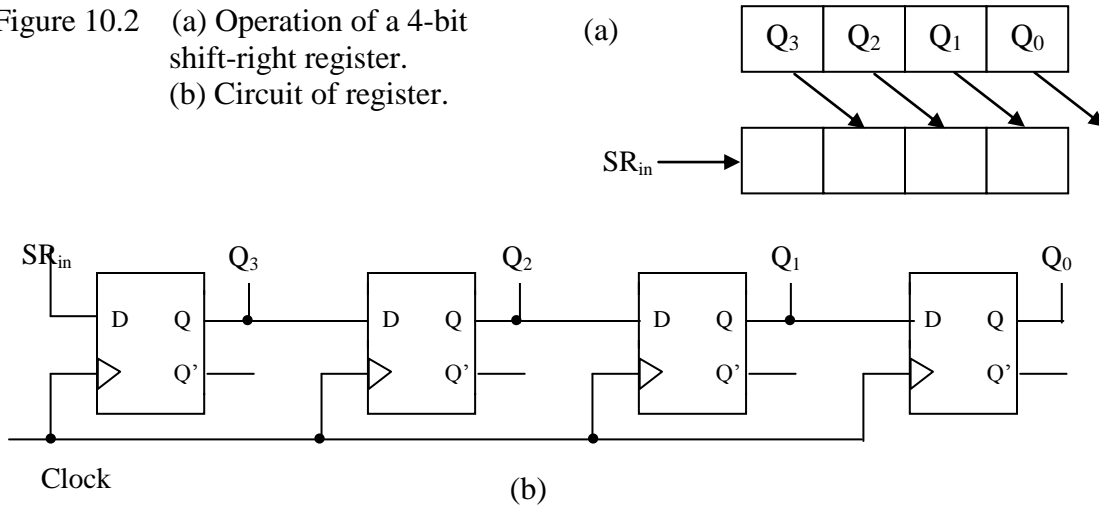 Figure 10.2 (a) Operation of a 4-bit
shift-right register.
(b) Circuit of register.
(a)
Q3 Q2 Q1 Q0
SRin
SRin Q3 Q2 Q1 Q0
D Q D Q D Q D Q
Q’ Q’ Q’ Q’
Clock
(b)